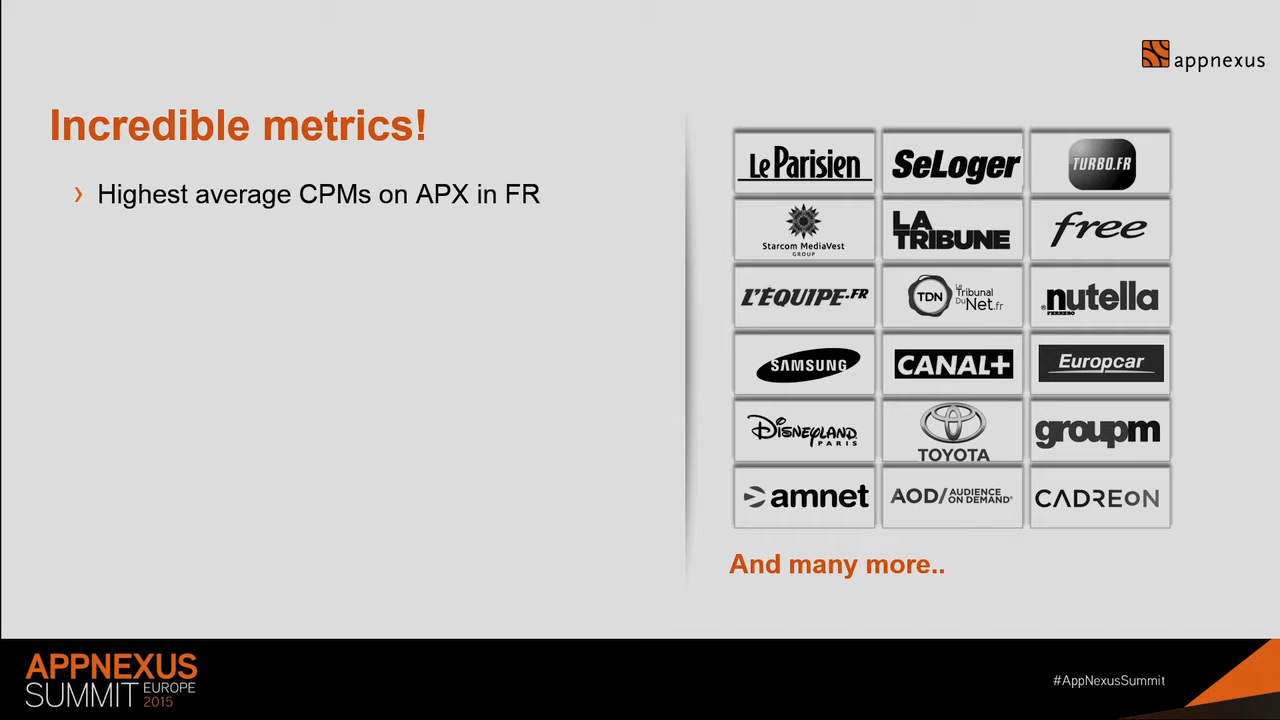 appnexus
Incredible metrics!
› Highest average CPMs on APX in FR
Le Parisien
SeLoger
TURBO.FR
Starcom MediaVest
GROUP
LA
TRIBUNE
free
L'ÉQUIPE.FR
TDN
Le
Tribunal
Du
Net.fr
®nutella
FERRERO
SAMSUNG
CANAL+
Europcar
DISNEYLAND
PARIS
TOYOTA
groupm
amnet
AOD/ AUDIENCE
ON DEMAND®
CADREON
And many more..
APPNEXUS
SUMMIT EUROPE
2015
#AppNexusSummit